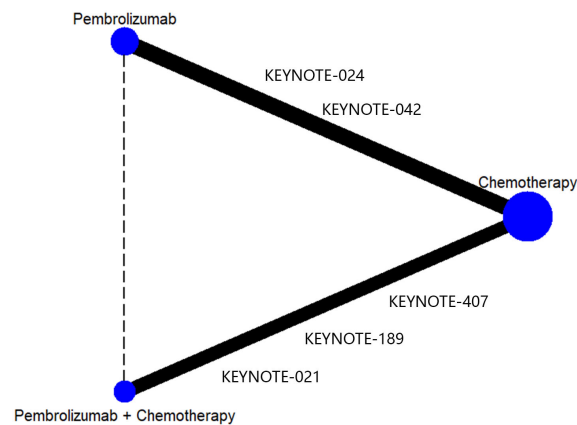 Pembrolizumab
KEYNOTE-024
KEYNOTE-042
Chemotherapy
KEYNOTE-407
KEYNOTE-189
KEYNOTE-021
Pembrolizumab + Chemotherapy